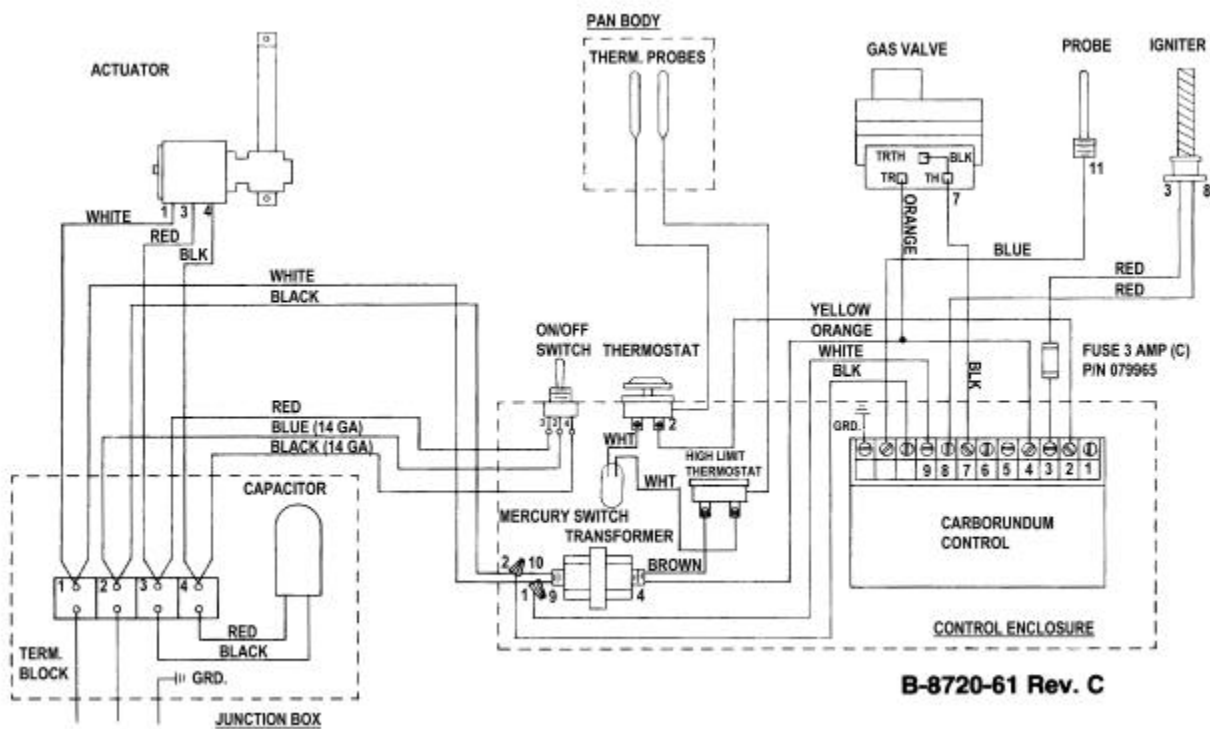 PAN BODY
ACTUATOR
THERM. PROBES
GAS VALVE
PROBE
IGNITER
TRTH
BLK
TR
TH
7
11
3
8
1 3 4
WHITE
RED
BLK
ORANGE
BLUE
RED
RED
WHITE
BLACK
YELLOW
ORANGE
WHITE
BLK
BLK
ON/OFF
SWITCH
THERMOSTAT
FUSE 3 AMP (C)
P/N 079965
RED
BLUE (14 GA)
BLACK (14 GA)
3 2 4
2
WHT
WHT
HIGH LIMIT
THERMOSTAT
GRD.
9 8 7 6 5 4 3 2 1
CARBORUNDUM
CONTROL
MERCURY SWITCH
TRANSFORMER
BROWN
2 10
1 9
4
CONTROL ENCLOSURE
CAPACITOR
1 2 3 4
RED
BLACK
TERM.
BLOCK
GRD.
JUNCTION BOX
B-8720-61 Rev. C